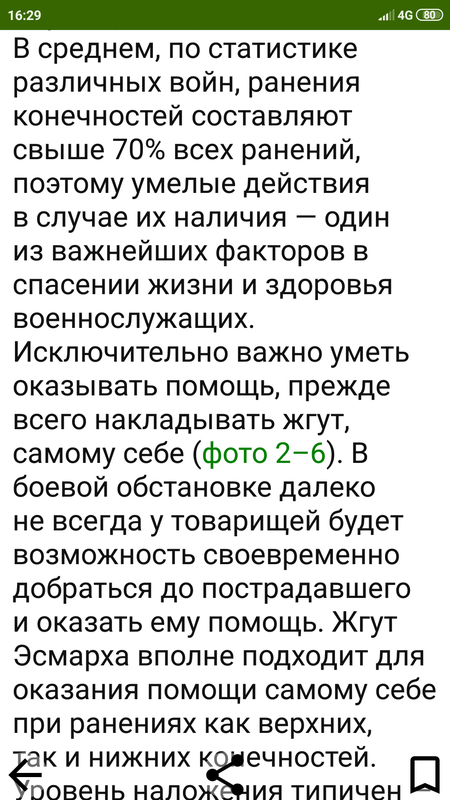 16:29
4G 80
В среднем, по статистике
различных войн, ранения
конечностей составляют
свыше 70% всех ранений,
поэтому умелые действия
в случае их наличия — один
из важнейших факторов в
спасении жизни и здоровья
военнослужащих.
Исключительно важно уметь
оказывать помощь, прежде
всего накладывать жгут,
самому себе (фото 2–6). В
боевой обстановке далеко
не всегда у товарищей будет
возможность своевременно
добраться до пострадавшего
и оказать ему помощь. Жгут
Эсмарха вполне подходит для
оказания помощи самому себе
при ранениях как верхних,
так и нижних конечностей.
Уровень наложения типичен